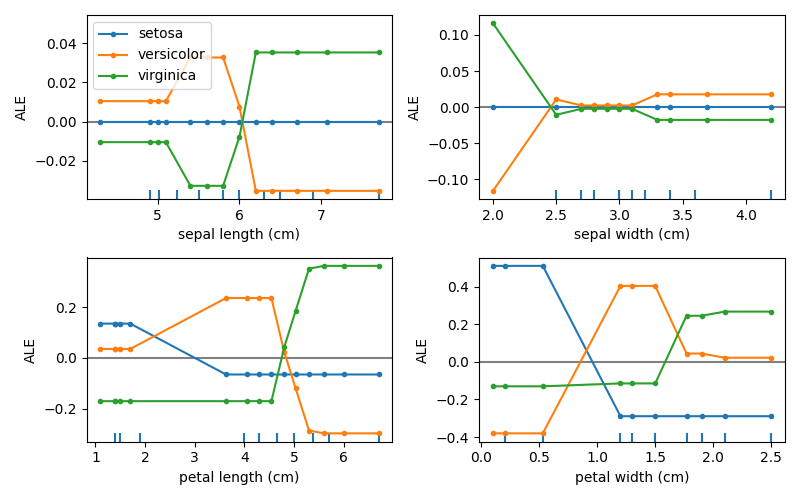 ALE
0.04
0.02
0.00
−0.02
setosa
versicolor
virginica
5 6 7
sepal length (cm)
ALE
0.10
0.05
0.00
−0.05
−0.10
2.0 2.5 3.0 3.5 4.0
sepal width (cm)
ALE
0.2
0.0
−0.2
1 2 3 4 5 6
petal length (cm)
ALE
0.4
0.2
0.0
−0.2
−0.4
0.0 0.5 1.0 1.5 2.0 2.5
petal width (cm)